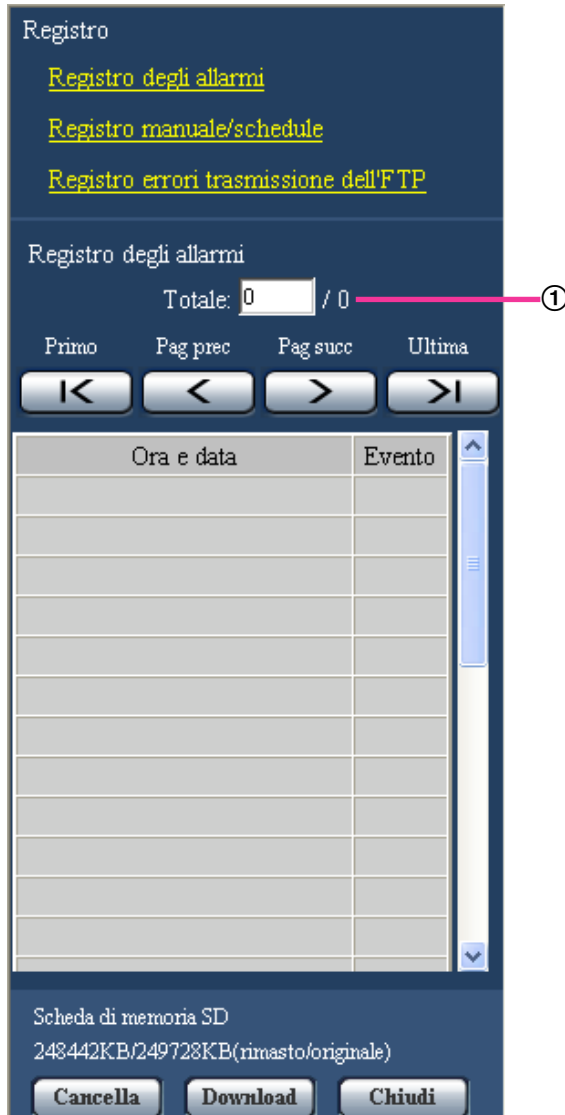 Registro
Registro degli allarmi
Registro manuale/schedule
Registro errori trasmissione dell'FTP
Registro degli allarmi
Totale: 0 / 0 ①
Primo Pag prec Pag succ Ultima
Ora e data Evento
Scheda di memoria SD
248442KB/249728KB(rimasto/originale)
Cancella Download Chiudi